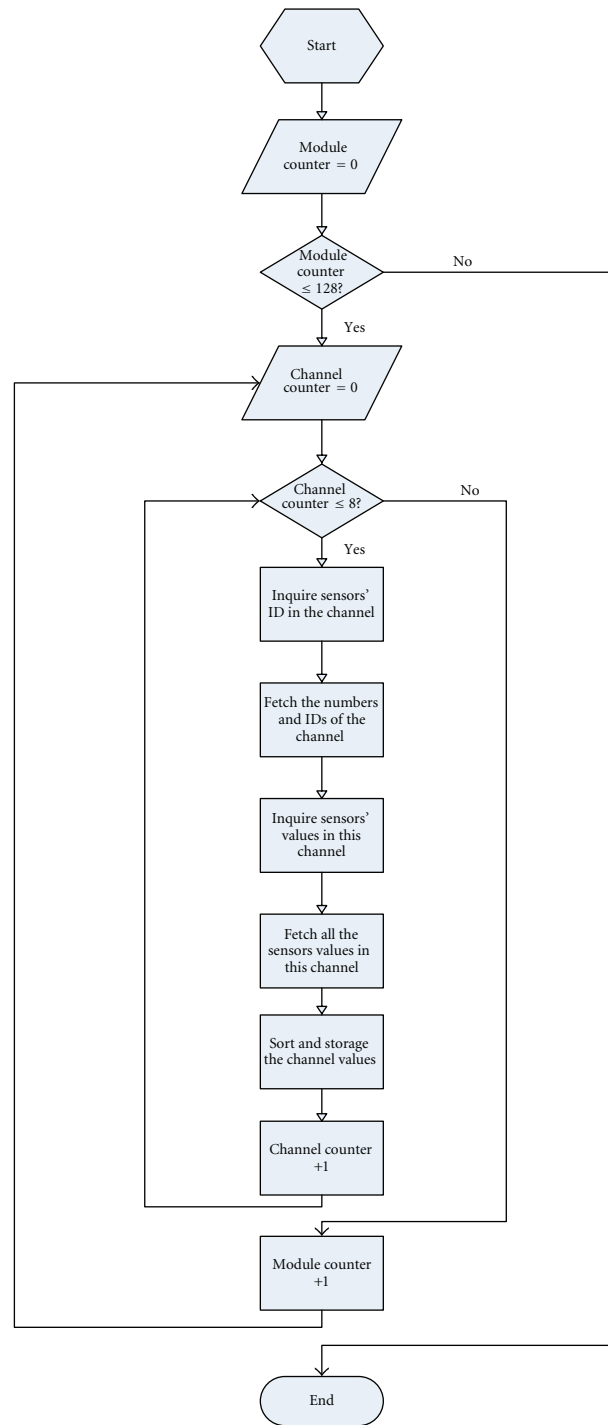 Start
Module
counter = 0
Module
counter
≤ 128?
No
Yes
Channel
counter = 0
Channel
counter ≤ 8?
No
Yes
Inquire sensors’
ID in the channel
Fetch the numbers
and IDs of the
channel
Inquire sensors’
values in this
channel
Fetch all the
sensors values in
this channel
Sort and storage
the channel values
Channel counter
+1
Module counter
+1
End